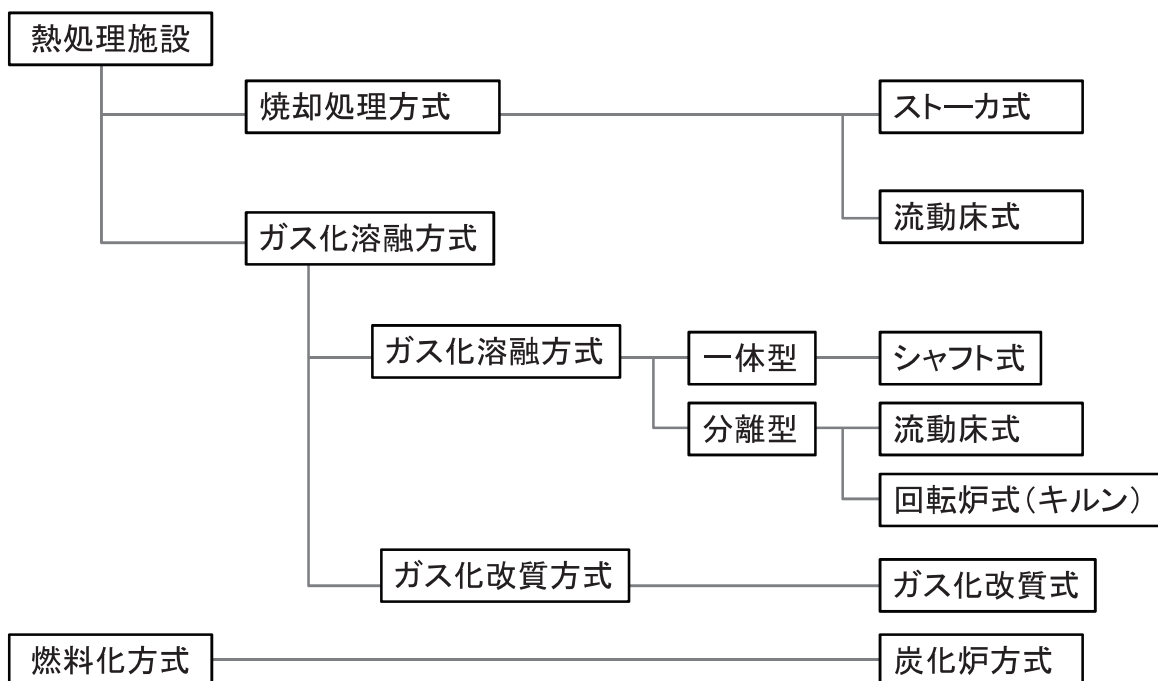 熱処理施設
焼却処理方式
ストーカ式
流動床式
ガス化溶融方式
ガス化溶融方式
一体型
シャフト式
分離型
流動床式
回転炉式(キルン)
ガス化改質方式
ガス化改質式
燃料化方式
炭化炉方式